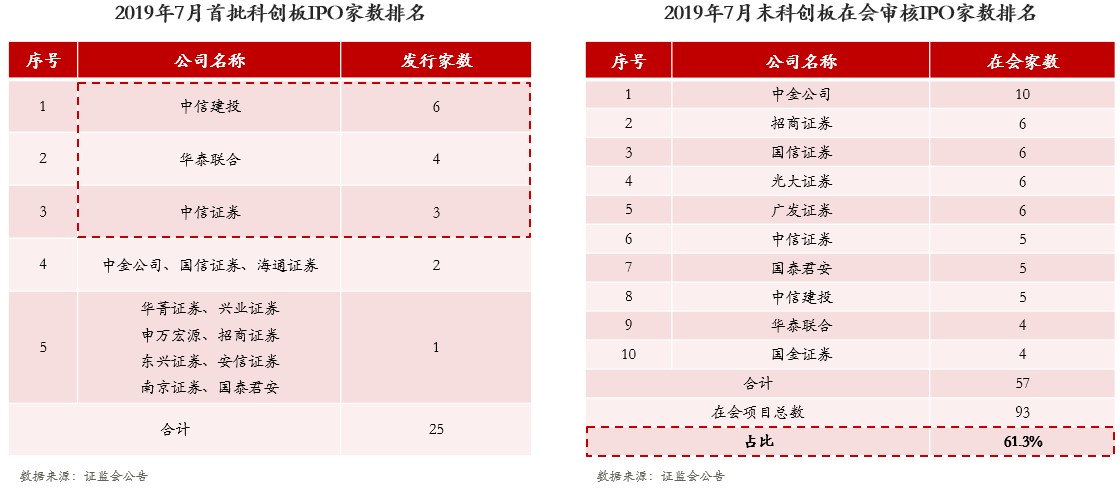 2019年7月首批科创板IPO家数排名
序号 公司名称 发行家数
1 中信建投 6
2 华泰联合 4
3 中信证券 3
4 中金公司、国信证券、海通证券 2
华菁证券、兴业证券
申万宏源、招商证券
5 1
东兴证券、安信证券
南京证券、国泰君安
合计 25
数据来源：证监会公告
2019年7月末科创板在会审核IPO家数排名
序号 公司名称 在会家数
1 中金公司 10
2 招商证券 6
3 国信证券 6
4 光大证券 6
5 广发证券 6
6 中信证券 5
7 国泰君安 5
8 中信建投 5
9 华泰联合 4
10 国金证券 4
合计 57
在会项目总数 93
占比 61.3%
数据来源：证监会公告